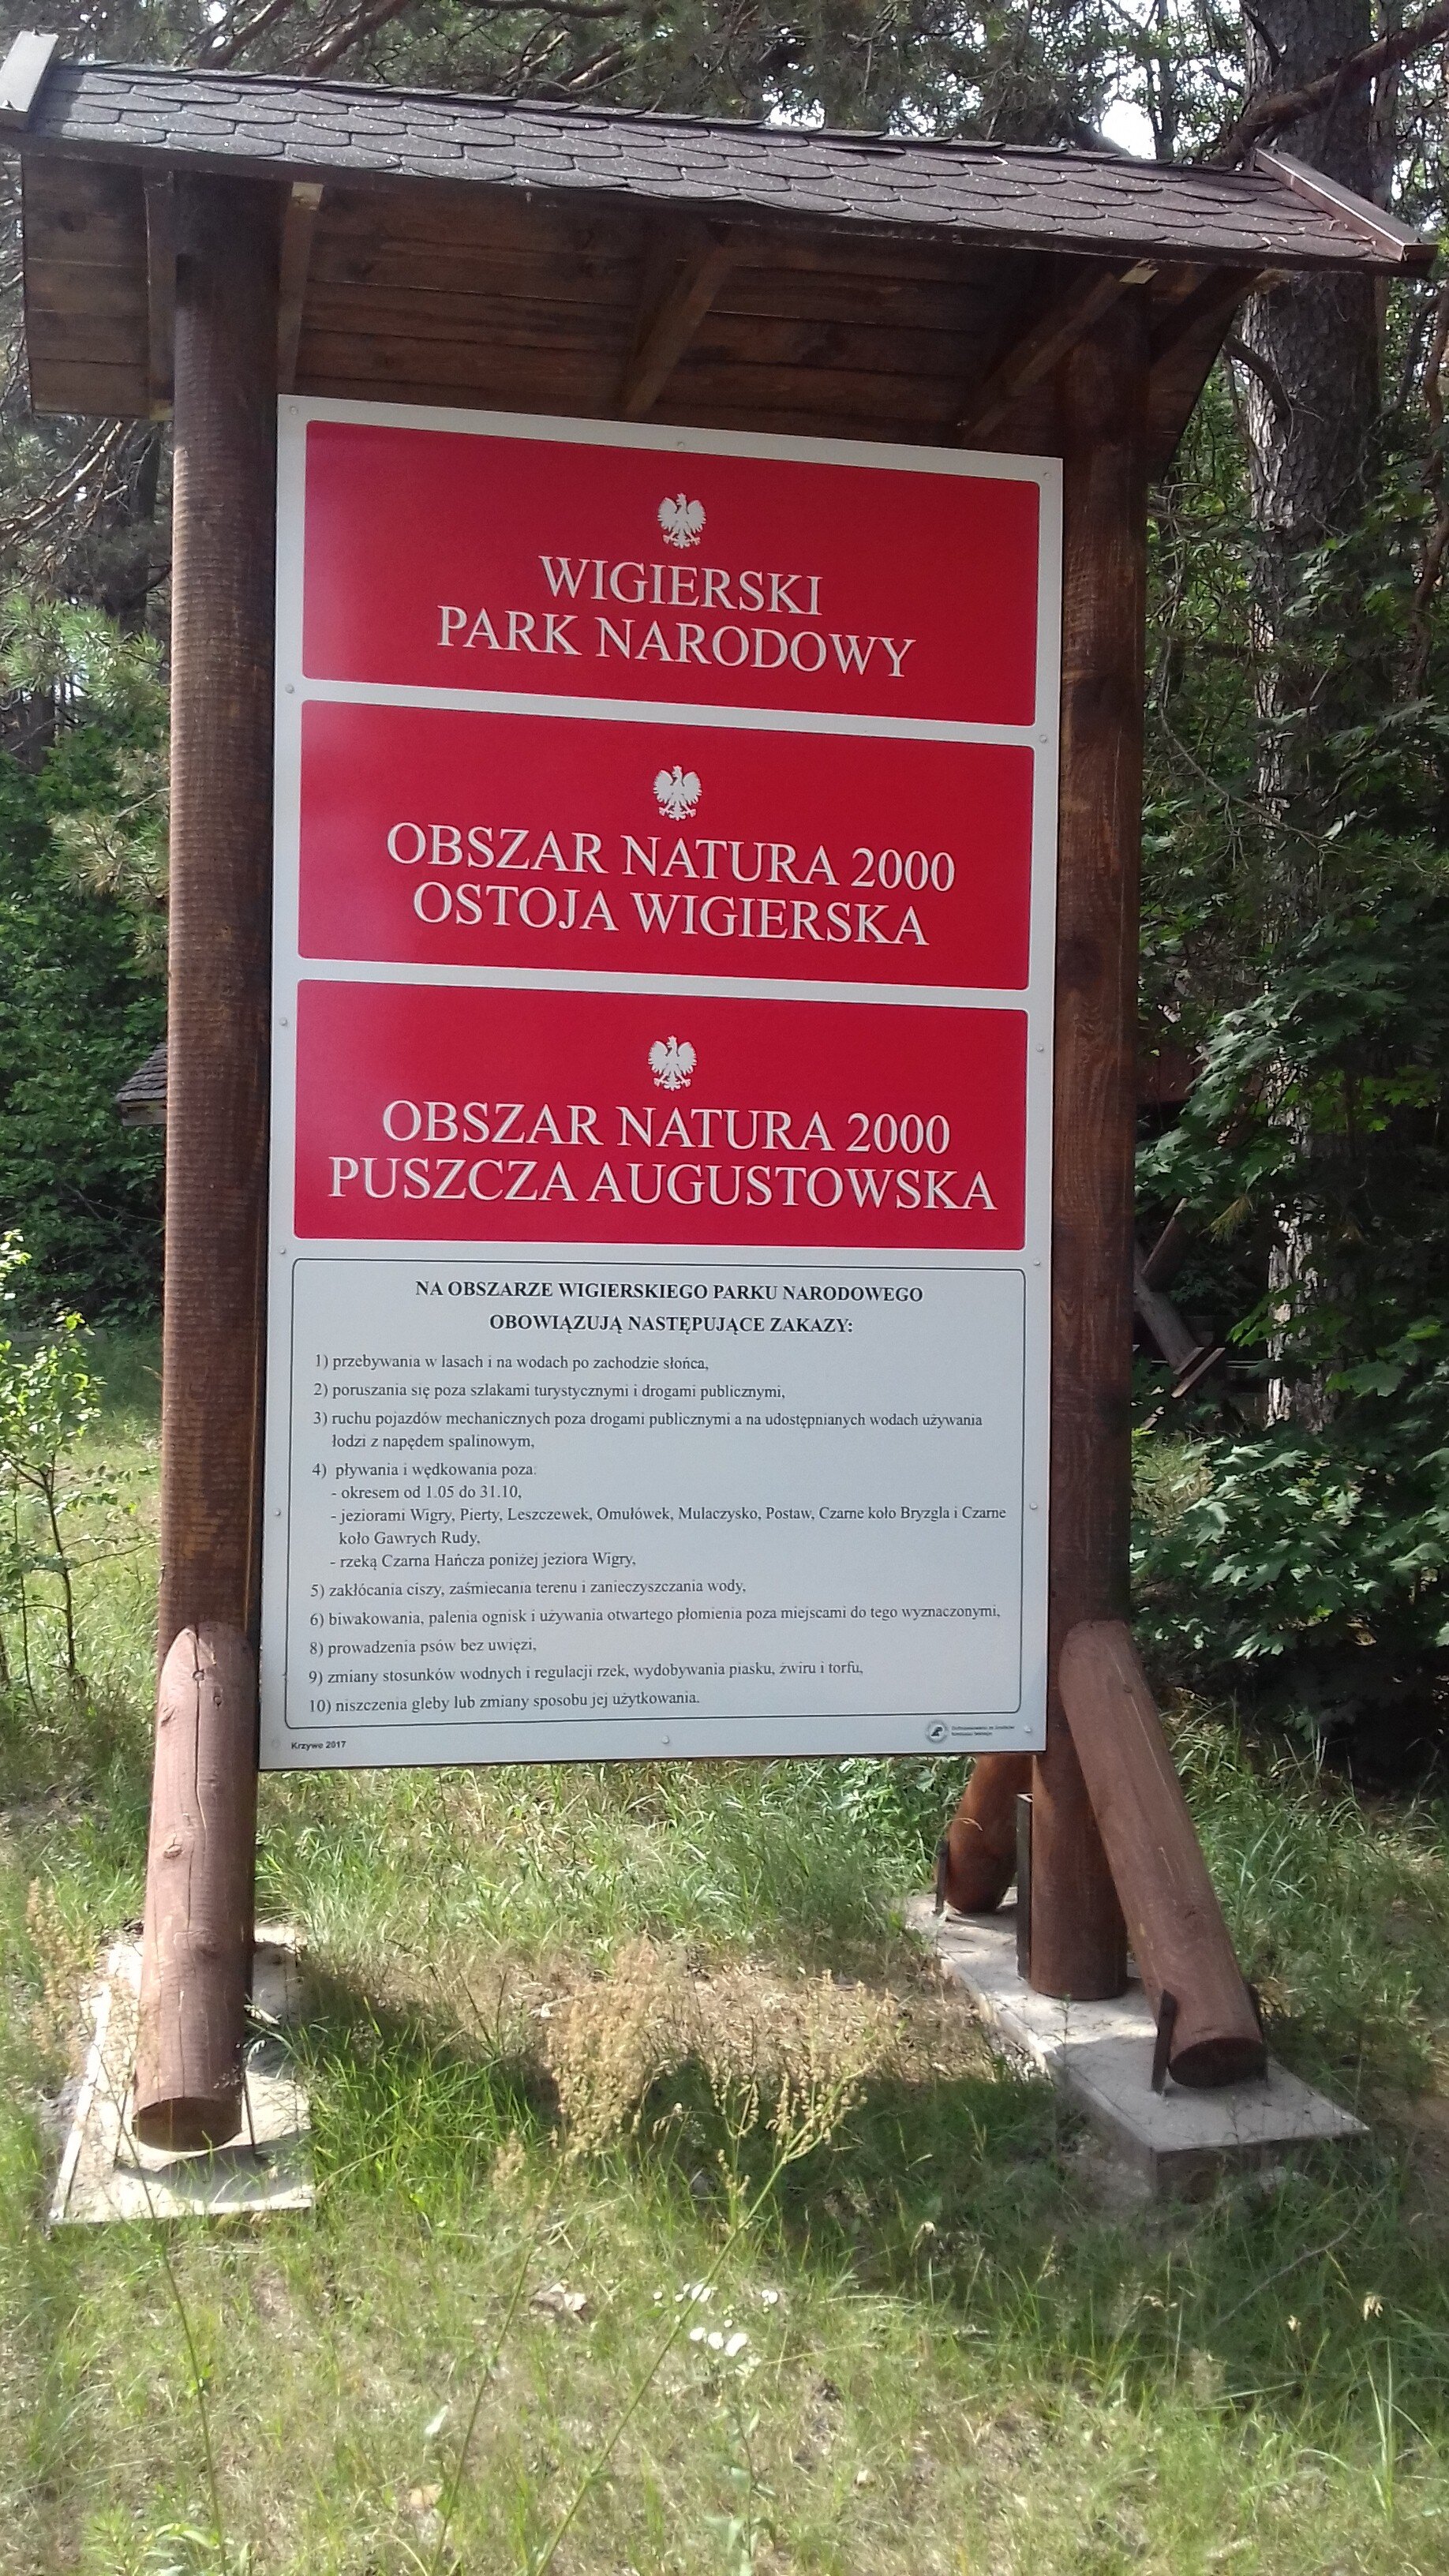 WIGIERSKI
PARK NARODOWY
OBSZAR NATURA 2000
OSTOJA WIGIERSKA
OBSZAR NATURA 2000
PUSZCZA AUGUSTOWSKA
NA OBSZARZE WIGIERSKIEGO PARKU NARODOWEGO
OBOWIĄZUJĄ NASTĘPUJĄCE ZAKAZY:
1) przebywania w lasach i na wodach po zachodzie słońca,
2) poruszania się poza szlakami turystycznymi i drogami publicznymi,
3) ruchu pojazdów mechanicznych poza drogami publicznymi a na udostępnianych wodach używania
łodzi z napędem spalinowym,
4) pływania i wędkowania poza:
- okresem od 1.05 do 31.10,
- jeziorami Wigry, Pierty, Leszczewek, Omułówek, Mulaczysko, Postaw, Czarne koło Bryzgla i Czarne
koło Gawrych Rudy,
- rzeką Czarna Hańcza poniżej jeziora Wigry,
5) zakłócania ciszy, zaśmiecania terenu i zanieczyszczania wody,
6) biwakowania, palenia ognisk i używania otwartego płomienia poza miejscami do tego wyznaczonymi,
8) prowadzenia psów bez uwięzi,
9) zmiany stosunków wodnych i regulacji rzek, wydobywania piasku, żwiru i torfu,
10) niszczenia gleby lub zmiany sposobu jej użytkowania.
Krzywe 2017